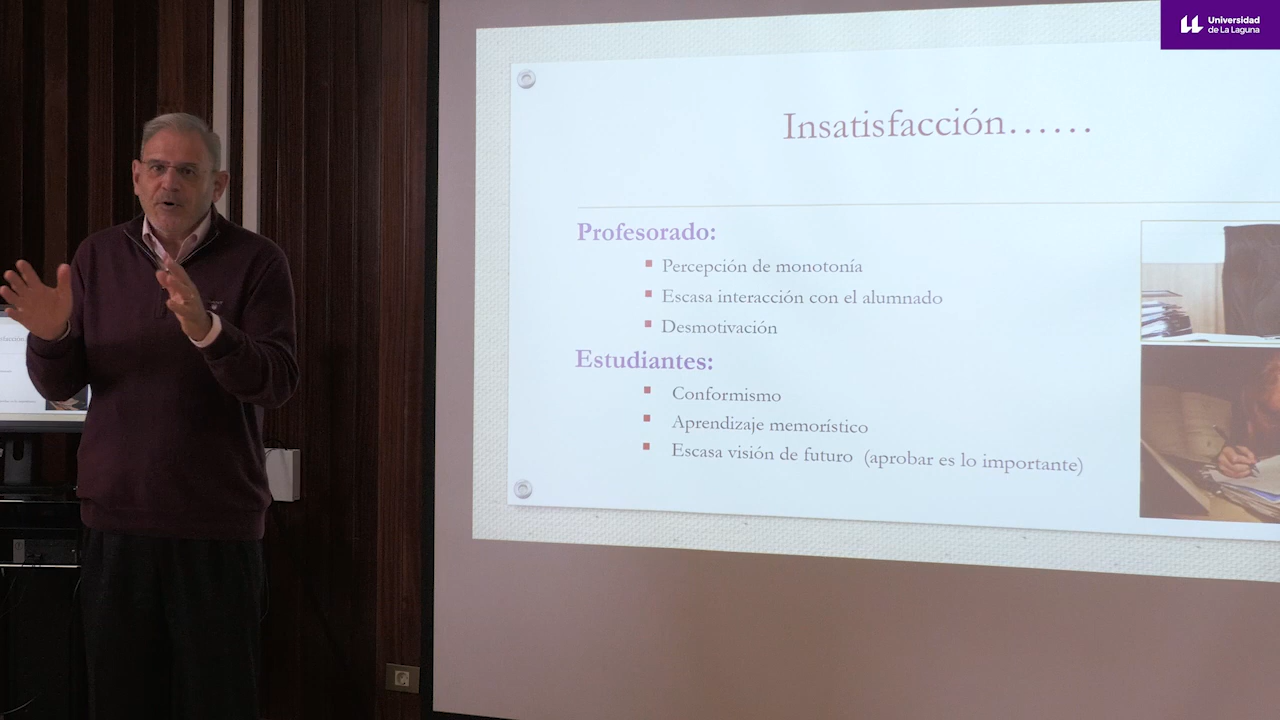 Universidad
de La Laguna
Insatisfacción......
Profesorado:
Percepción de monotonía
Escasa interacción con el alumnado
Desmotivación
Estudiantes:
Conformismo
Aprendizaje memorístico
Escasa visión de futuro (aprobar es lo importante)